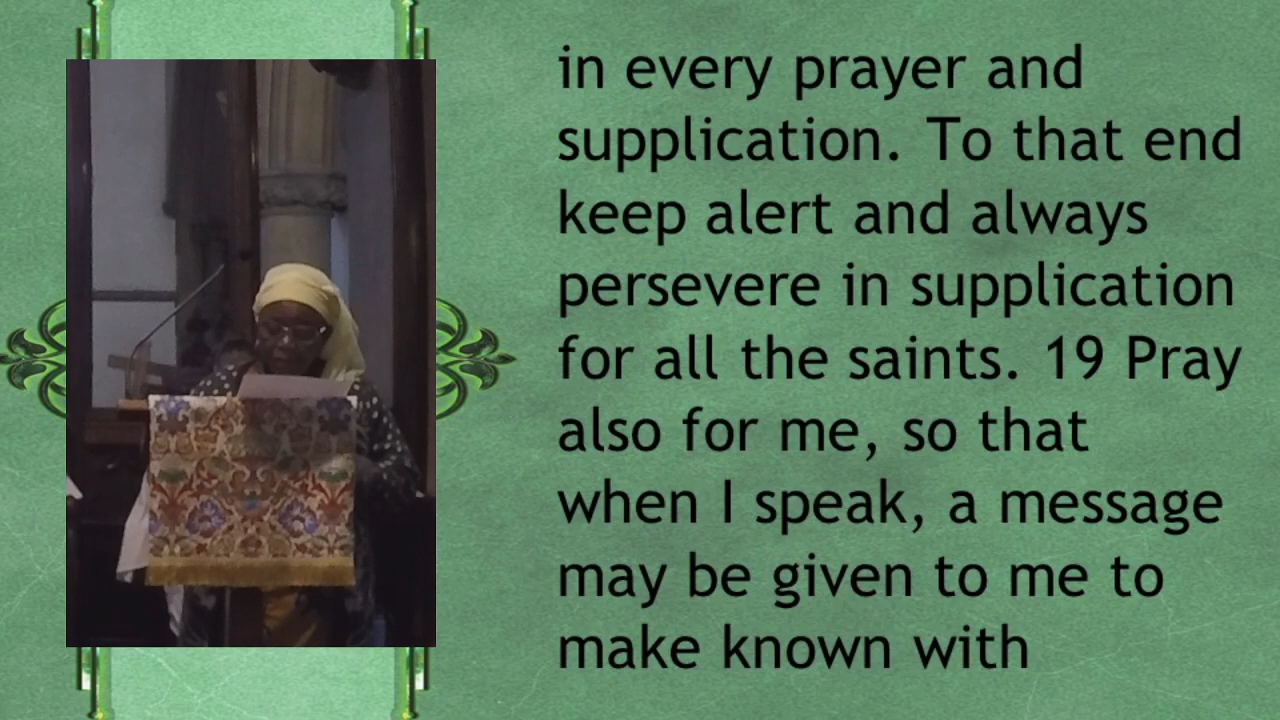 in every prayer and
supplication. To that end
keep alert and always
persevere in supplication
for all the saints. 19 Pray
also for me, so that
when I speak, a message
may be given to me to
make known with